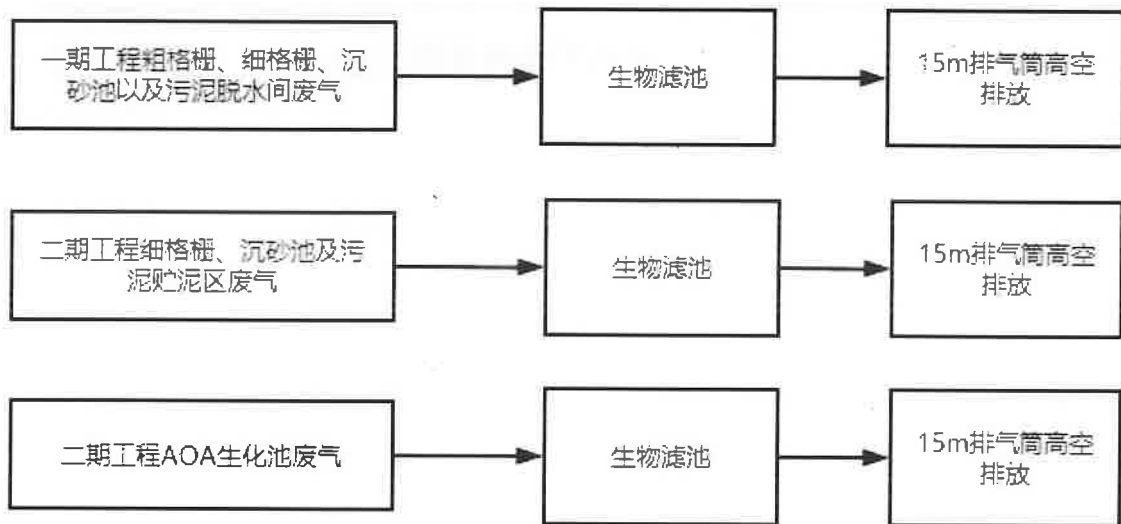 一期工程粗格栅、细格栅、沉
砂池以及污泥脱水间废气
生物滤池
15m排气筒高空
排放
二期工程细格栅、沉砂池及污
泥贮泥区废气
生物滤池
15m排气筒高空
排放
二期工程AOA生化池废气
生物滤池
15m排气筒高空
排放